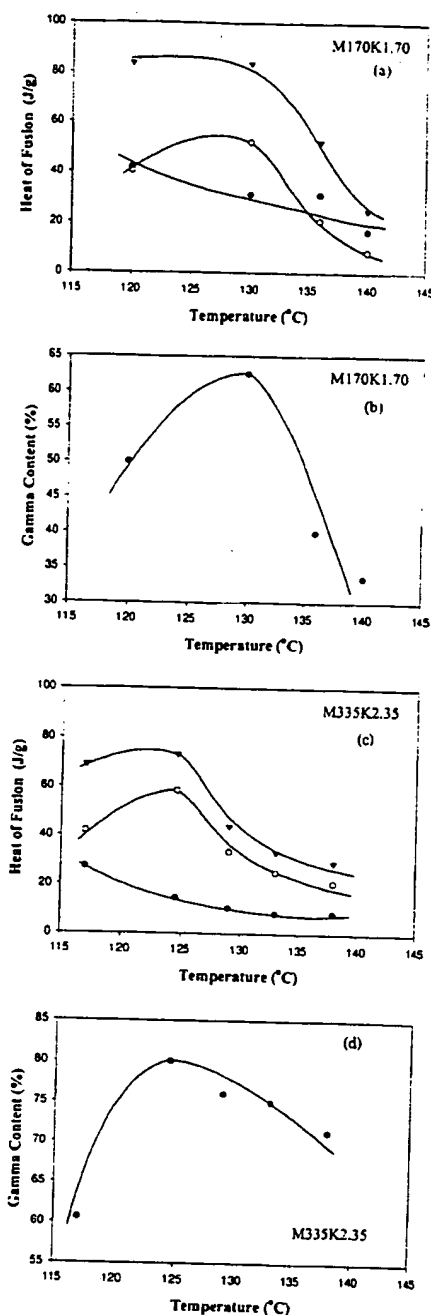 M170K1.70
(a)
Heat of Fusion (J/g)
100
80
60
40
20
0
115 120 125 130 135 140 145
Temperature (°C)
M170K1.70
(b)
Gamma Content (%)
65
60
55
50
45
40
35
30
115 120 125 130 135 140 145
Temperature (°C)
M335K2.35
(c)
Heat of Fusion (J/g)
100
80
60
40
20
0
115 120 125 130 135 140 145
Temperature (°C)
(d)
Gamma Content (%)
85
80
75
70
65
60
55
M335K2.35
115 120 125 130 135 140 145
Temperature (°C)